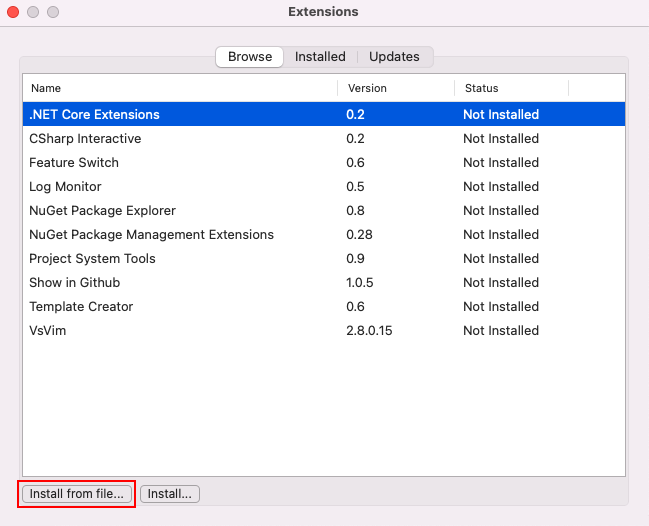 Extensions
Browse Installed Updates
Name Version Status
.NET Core Extensions 0.2 Not Installed
CSharp Interactive 0.2 Not Installed
Feature Switch 0.6 Not Installed
Log Monitor 0.5 Not Installed
NuGet Package Explorer 0.8 Not Installed
NuGet Package Management Extensions 0.28 Not Installed
Project System Tools 0.9 Not Installed
Show in Github 1.0.5 Not Installed
Template Creator 0.6 Not Installed
VsVim 2.8.0.15 Not Installed
Install from file... Install...